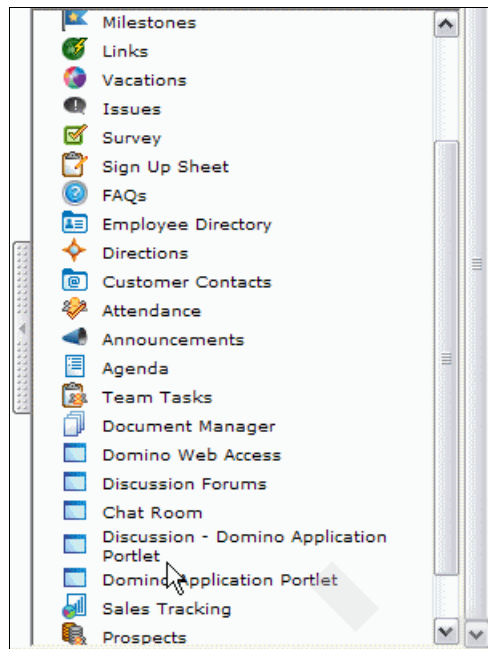 Milestones
Links
Vacations
Issues
Survey
Sign Up Sheet
FAQs
Employee Directory
Directions
Customer Contacts
Attendance
Announcements
Agenda
Team Tasks
Document Manager
Domino Web Access
Discussion Forums
Chat Room
Discussion - Domino Application
Portlet
Domino Application Portlet
Sales Tracking
Prospects